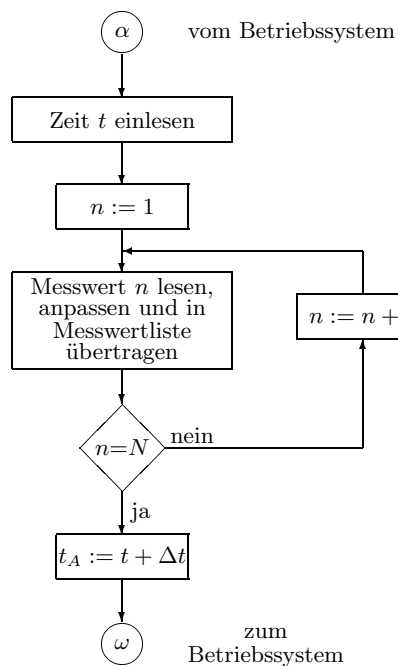 α vom Betriebssystem
Zeit t einlesen
n := 1
Messwert n lesen,
anpassen und in
Messwertliste
übertragen
n := n +
n=N nein
ja
t_A := t + Δt
ω zum
Betriebssystem